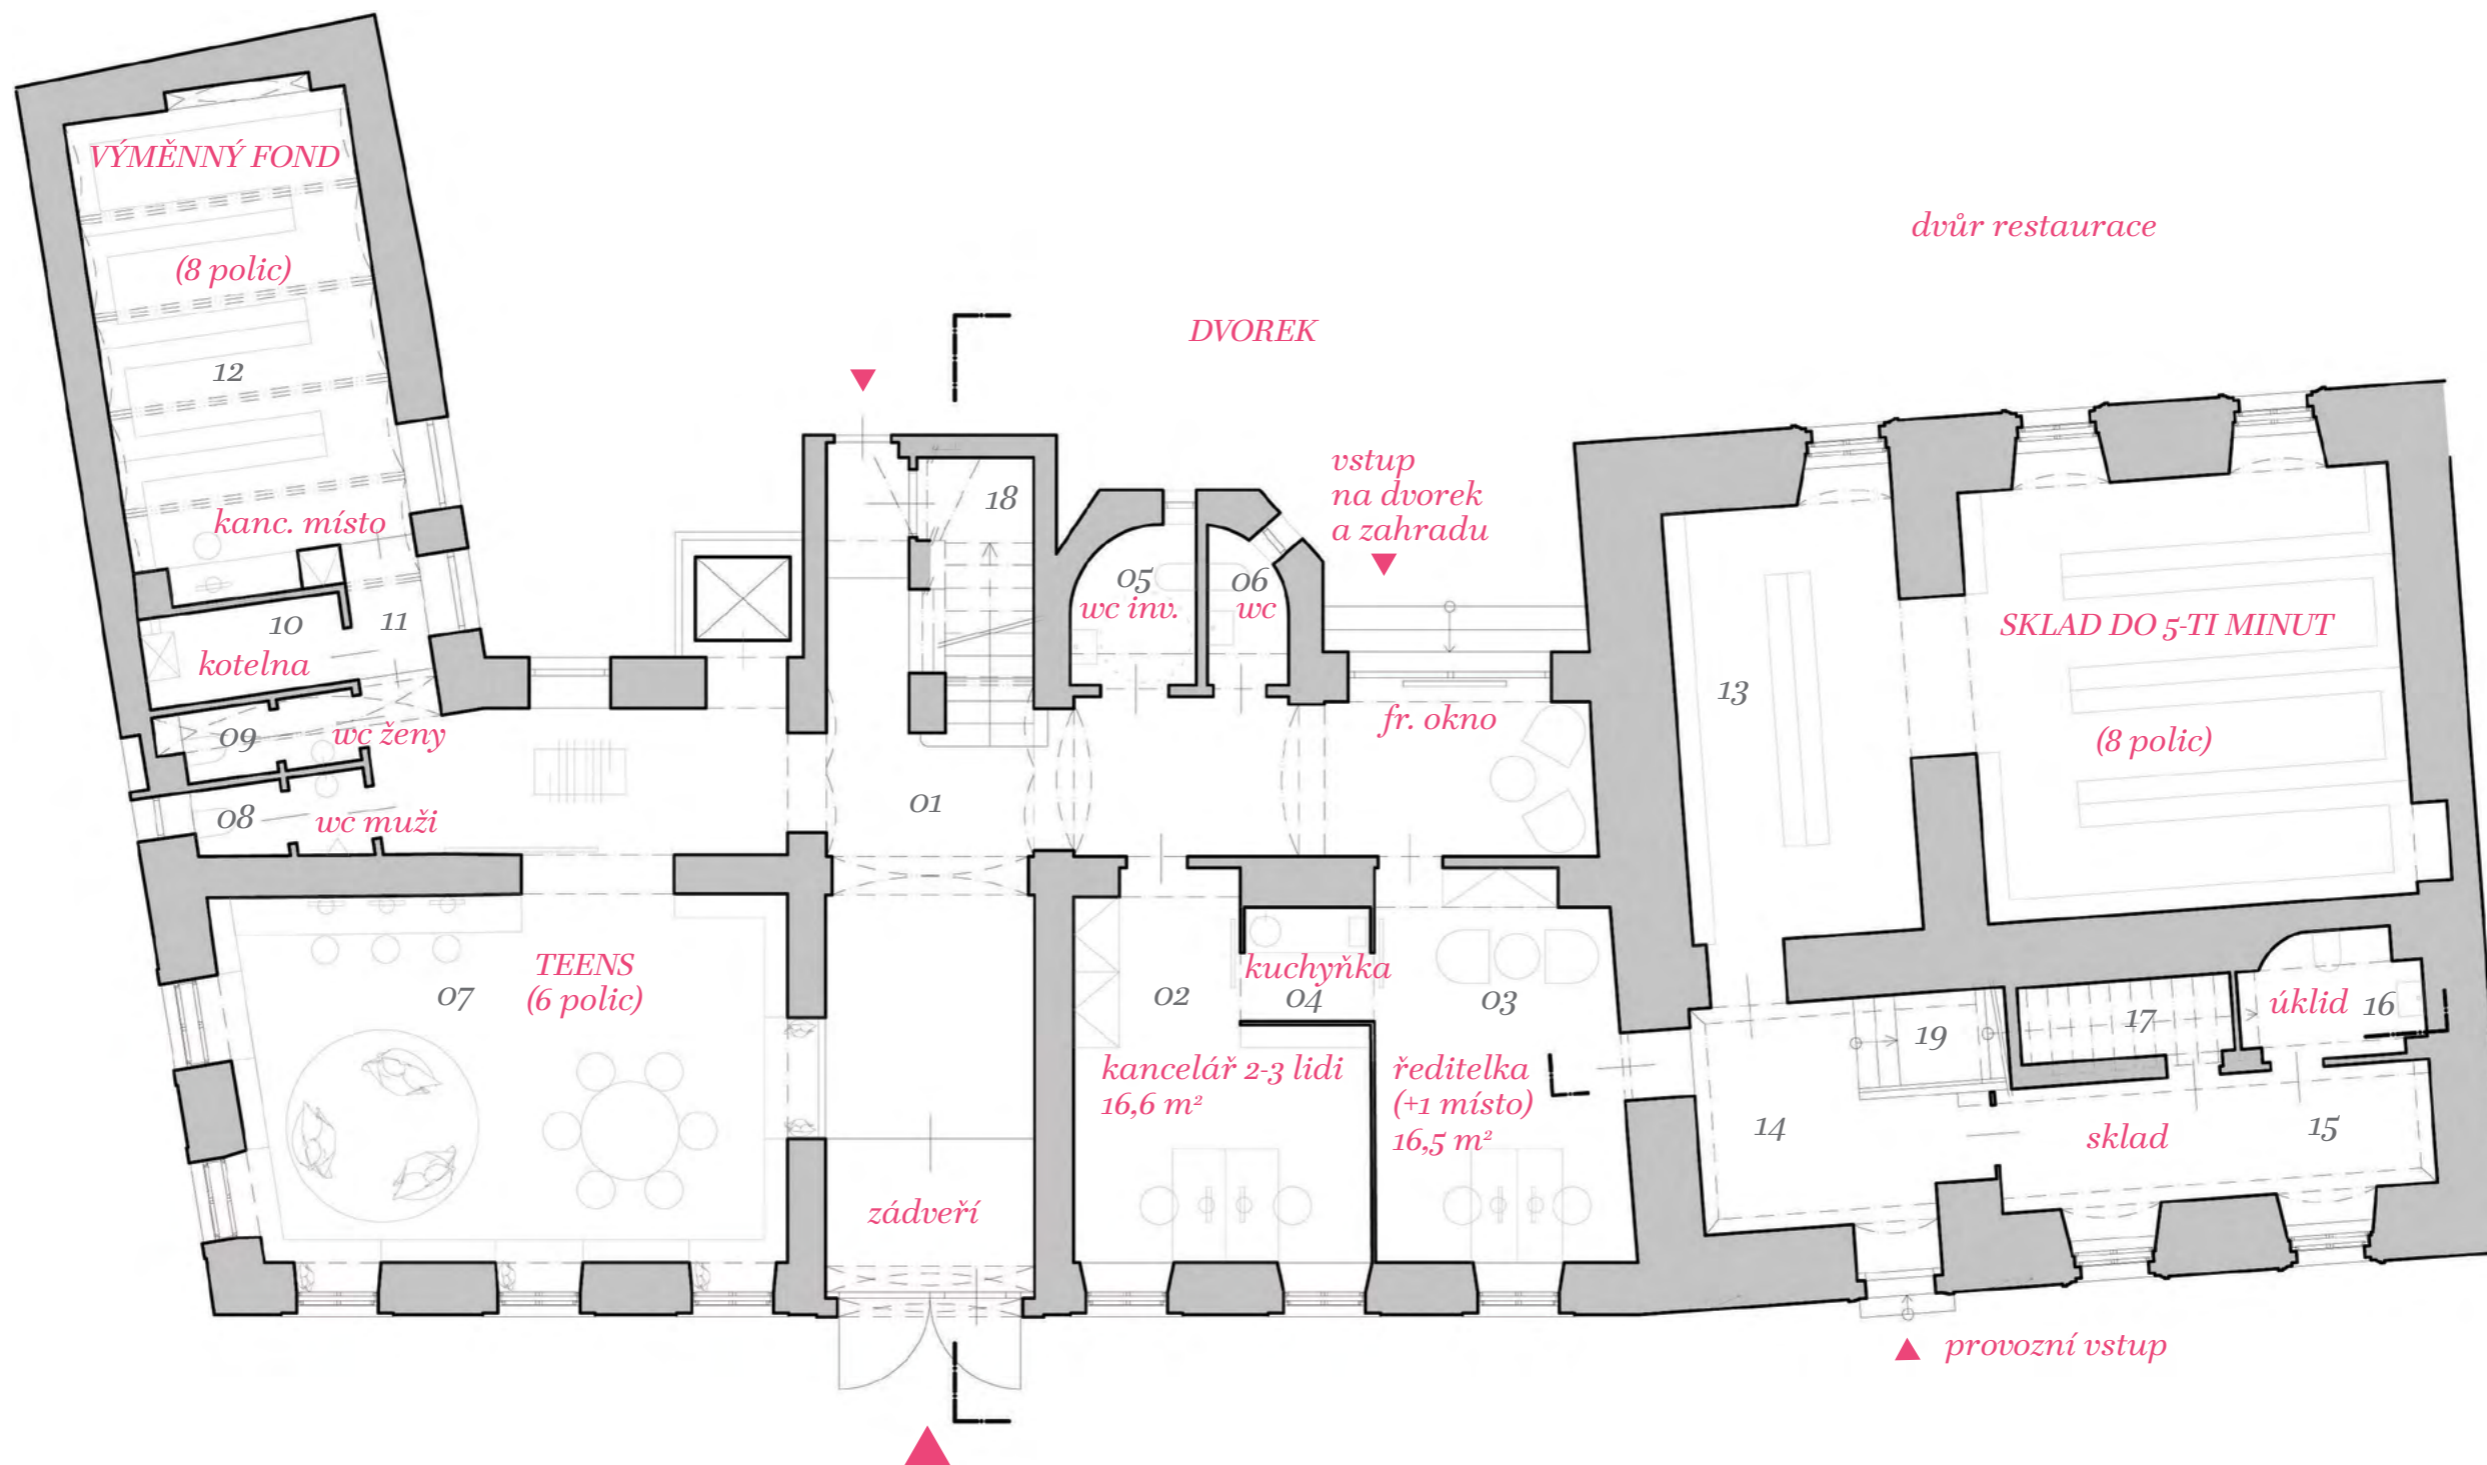 VÝMĚNNÝ FOND
(8 polic)
12
kanc. místo
10
kotelna
11
09
wc ženy
08
wc muži
dvůr restaurace
DVOREK
18
vstup
na dvorek
a zahradu
05
wc inv.
06
wc
fr. okno
01
13
SKLAD DO 5-TI MINUT
(8 polic)
TEENS
(6 polic)
07
zádveří
02
kancelář 2-3 lidi
16,6 m²
kuchyňka
04
03
ředitelka
(+1 místo)
16,5 m²
14
19
17
úklid
16
sklad
15
provozní vstup